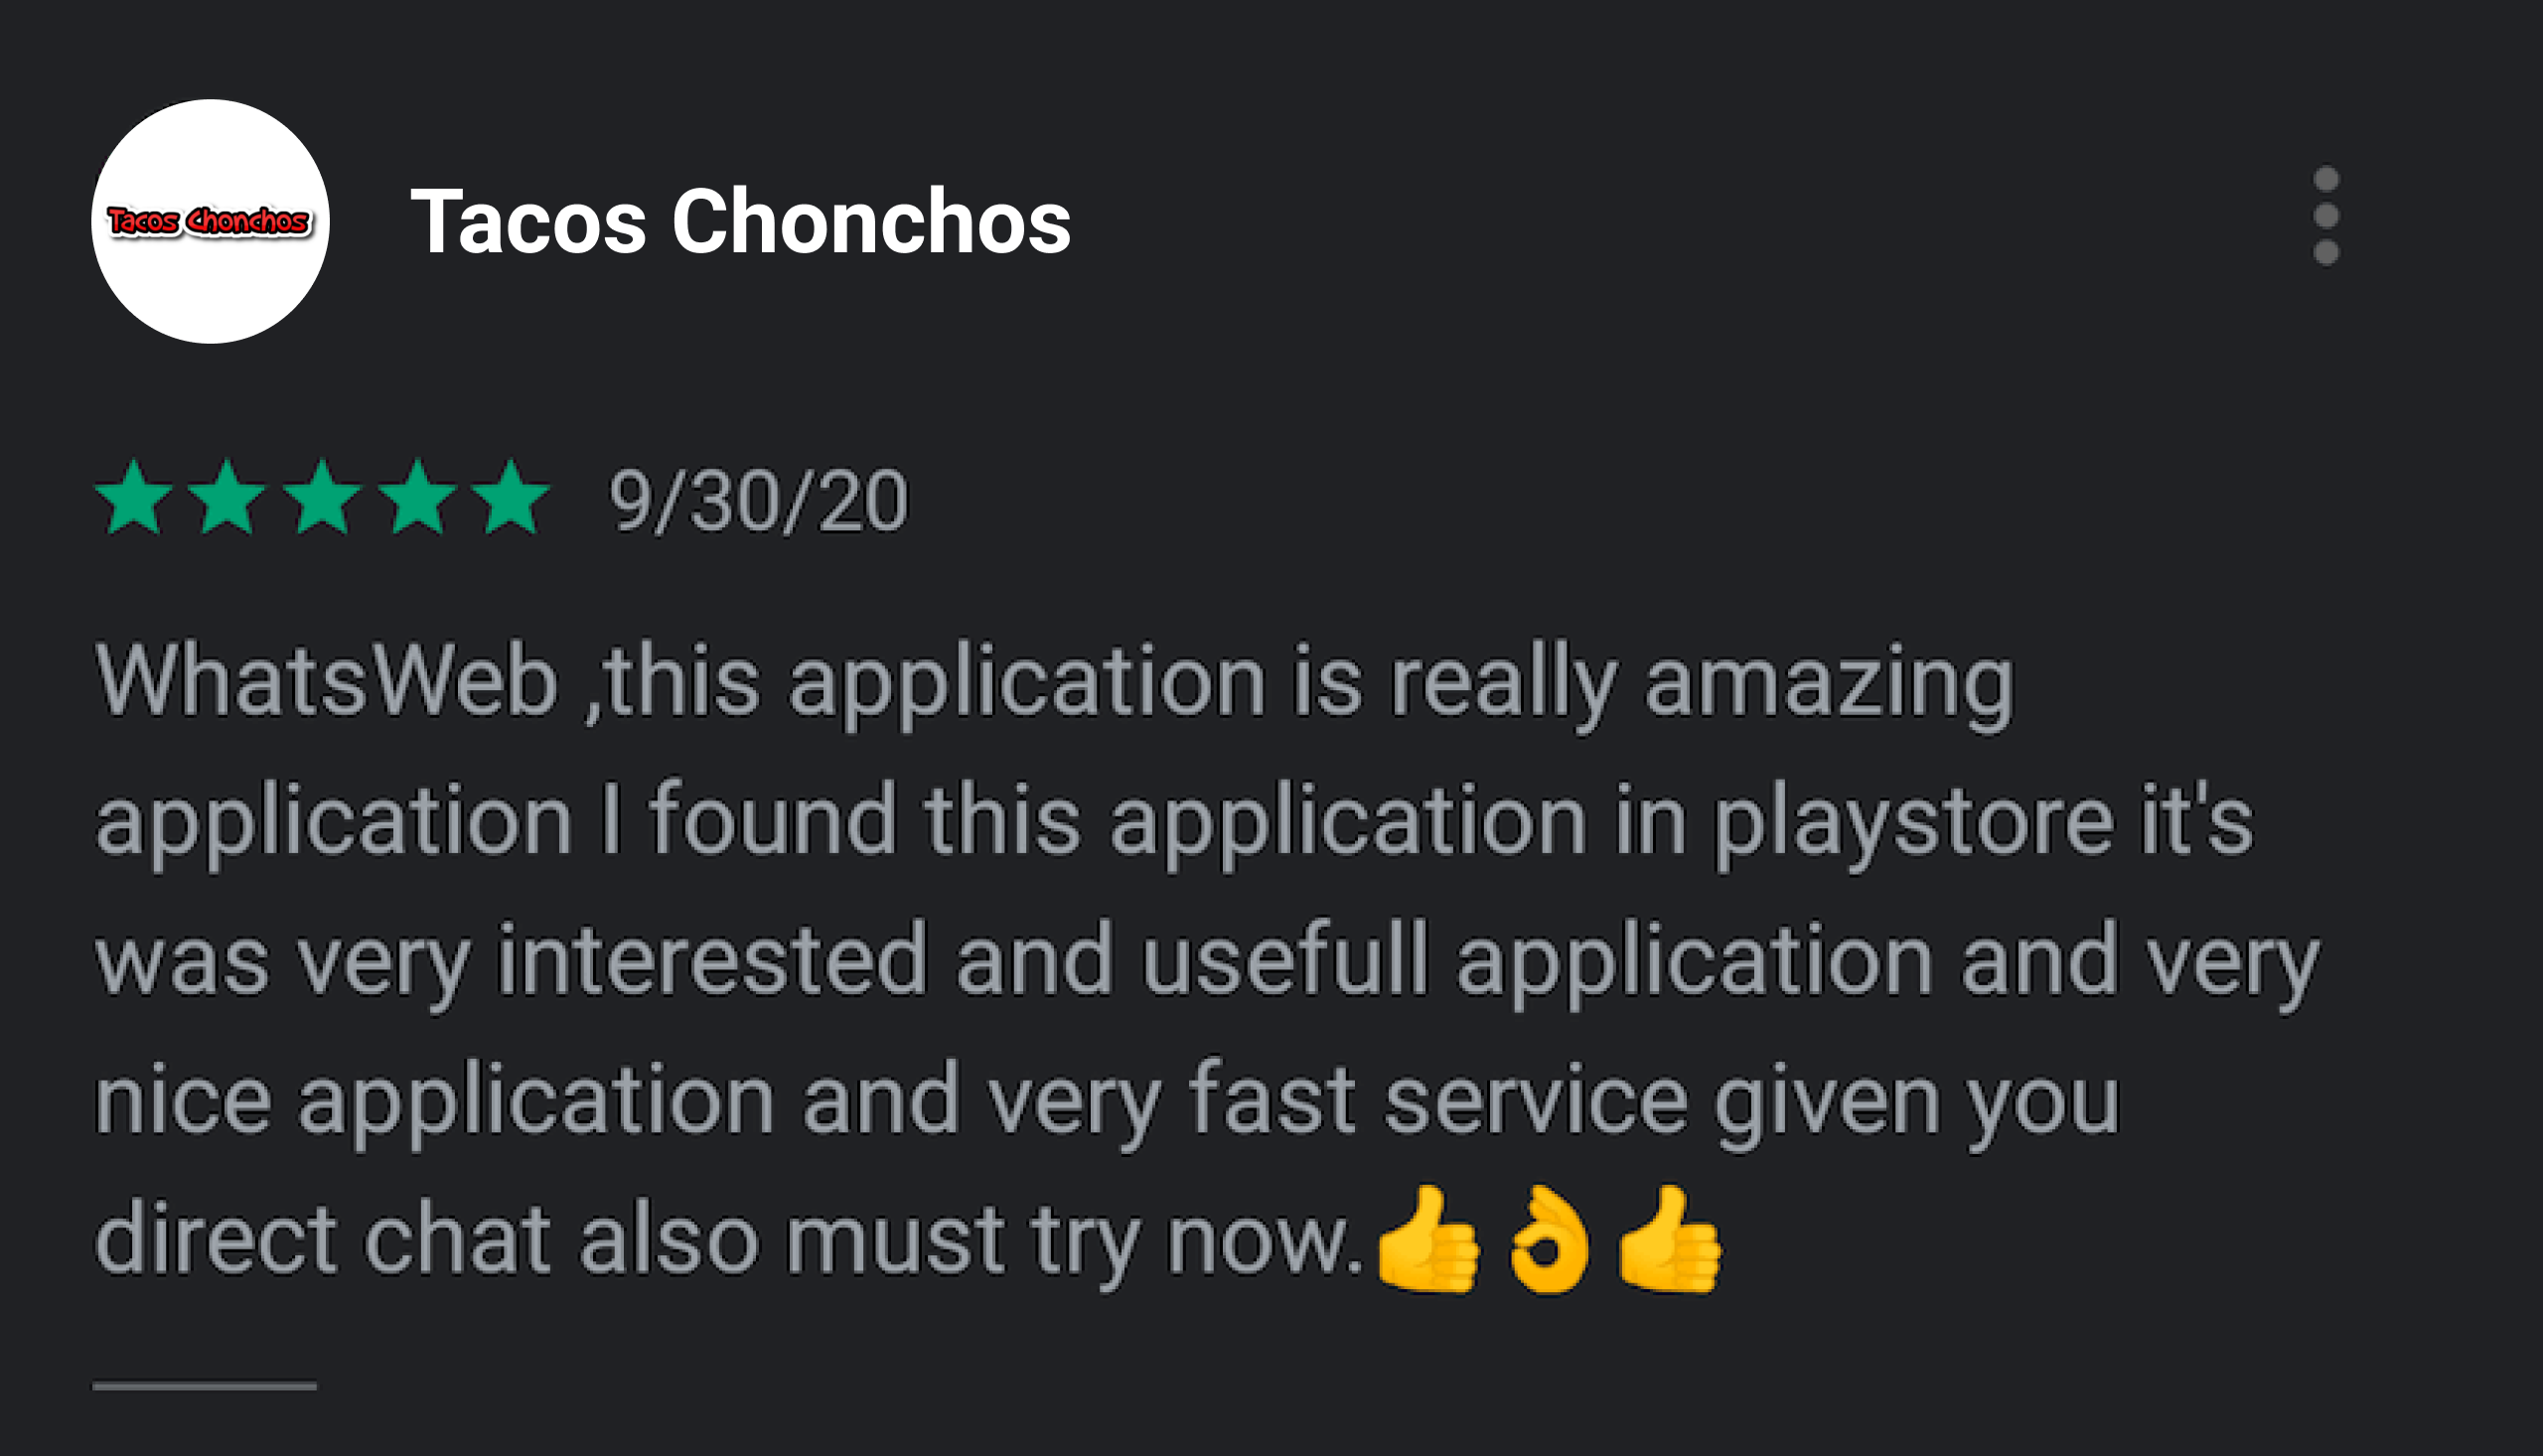 Tacos Chonchos
Tacos Chonchos
9/30/20
WhatsWeb ,this application is really amazing
application I found this application in playstore it's
was very interested and usefull application and very
nice application and very fast service given you
direct chat also must try now.👍👌👍